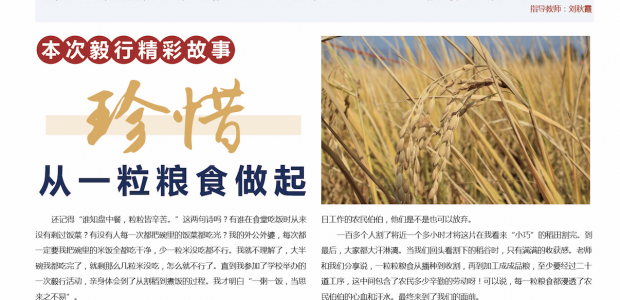 指导教师：刘秋霞
本次毅行精彩故事
珍惜
从一粒粮食做起
还记得“谁知盘中餐，粒粒皆辛苦。”这两句诗吗？有谁在食堂吃饭时从来
没有剩过饭菜？有没有人每一次都把碗里的饭菜都吃光？我的外公外婆，每次都
一定要我把碗里的米饭全都吃干净，少一粒米没吃都不行。我就不理解了，大半
碗我都吃完了，就剩那么几粒米没吃，怎么就不行了。直到我参加了学校举办的
一次毅行活动，亲身体会到了从割稻到煮饭的过程。我才明白“一粥一饭，当思
来之不易”。
日工作的农民伯伯，他们是不是也可以放弃。
一百多个人割了将近一个多小时才将这片在我看来“小巧”的稻田割完。到
最后，大家都大汗淋漓。当我们回头看割下的稻谷时，只有满满的收获感。老师
和我们分享说，一粒粮食从播种到收割，再到加工成成品粮，至少要经过二十
道工序，这中间包含了农民多少辛勤的劳动呀！可以说，每一粒粮食都浸透了农
民伯伯的心血和汗水。最终来到了我们的面前。